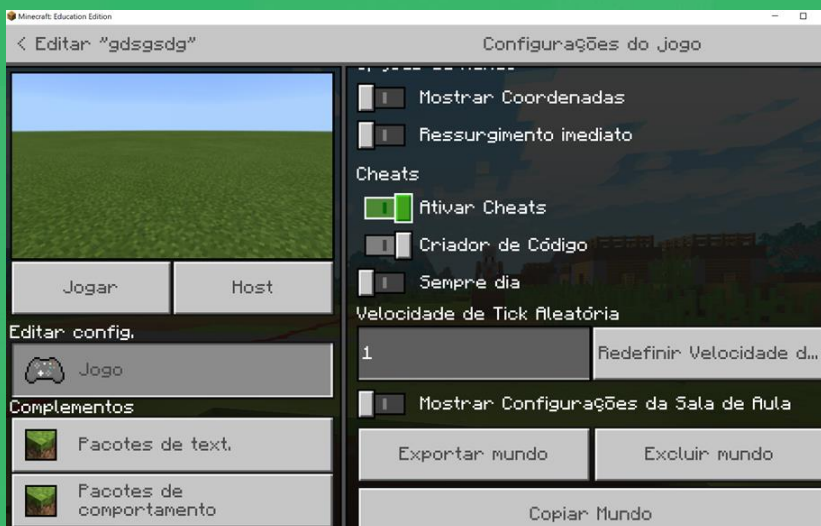 Minecraft: Education Edition
< Editar "gdsgsdg"
Configurações do jogo
Jogar
Host
Editar config.
Jogo
Complementos
Pacotes de text.
Pacotes de
comportamento
Mostrar Coordenadas
Ressurgimento imediato
Cheats
Ativar Cheats
Criador de Código
Sempre dia
Velocidade de Tick Aleatória
1
Redefinir Velocidade d...
Mostrar Configurações da Sala de Aula
Exportar mundo
Excluir mundo
Copiar Mundo